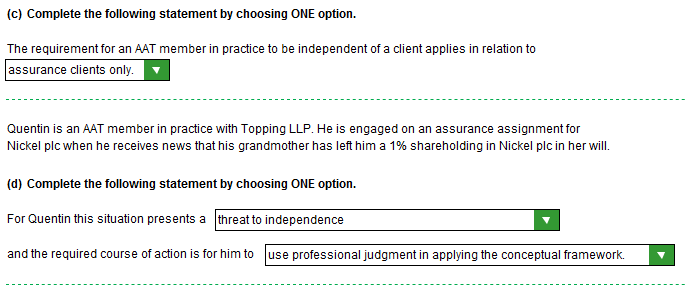 (c) Complete the following statement by choosing ONE option.
The requirement for an AAT member in practice to be independent of a client applies in relation to
assurance clients only.
Quentin is an AAT member in practice with Topping LLP. He is engaged on an assurance assignment for
Nickel plc when he receives news that his grandmother has left him a 1% shareholding in Nickel plc in her will.
(d) Complete the following statement by choosing ONE option.
For Quentin this situation presents a threat to independence
and the required course of action is for him to use professional judgment in applying the conceptual framework.